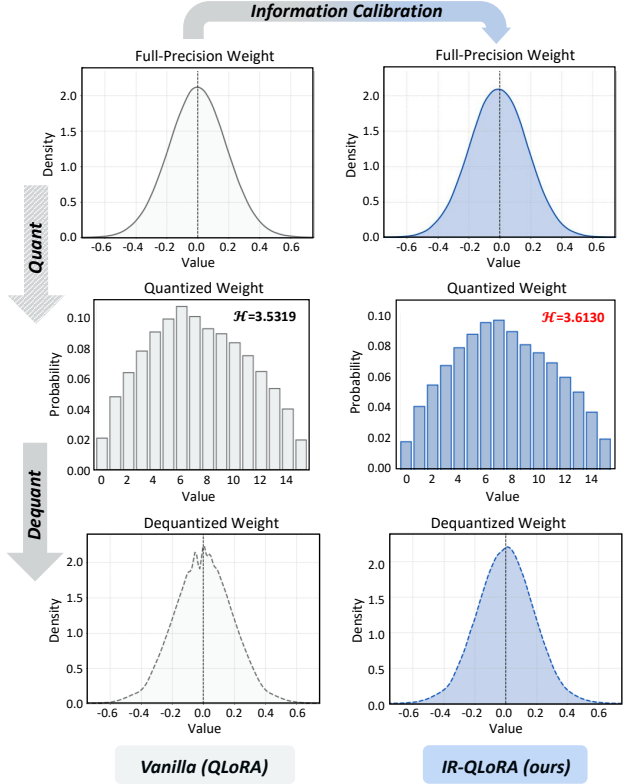 Information Calibration
Full-Precision Weight
Full-Precision Weight
Density
2.0
1.5
1.0
0.5
0.0
-0.6 -0.4 -0.2 0.0 0.2 0.4 0.6
Value
Density
2.0
1.5
1.0
0.5
0.0
-0.6 -0.4 -0.2 0.0 0.2 0.4 0.6
Value
Quant
Quantized Weight
Quantized Weight
ℋ=3.5319
Probability
0.10
0.08
0.06
0.04
0.02
0.00
0 2 4 6 8 10 12 14
Value
ℋ=3.6130
Probability
0.10
0.08
0.06
0.04
0.02
0.00
0 2 4 6 8 10 12 14
Value
Dequant
Dequantized Weight
Dequantized Weight
Density
2.0
1.5
1.0
0.5
0.0
-0.6 -0.4 -0.2 0.0 0.2 0.4 0.6
Value
Density
2.0
1.5
1.0
0.5
0.0
-0.6 -0.4 -0.2 0.0 0.2 0.4 0.6
Value
Vanilla (QLoRA)
IR-QLoRA (ours)